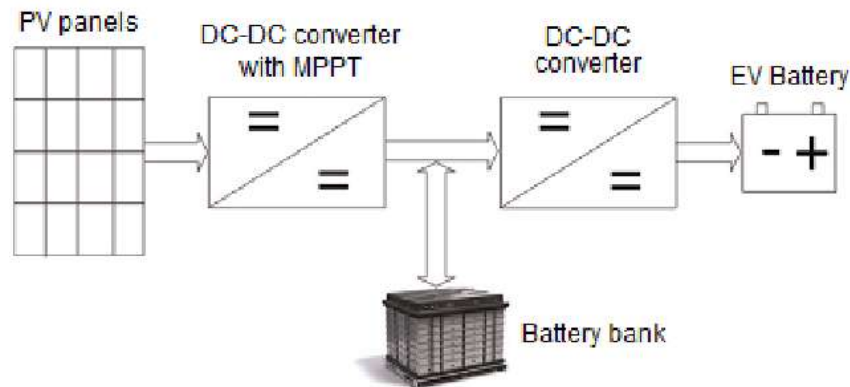 PV panels
DC-DC converter
with MPPT
DC-DC
converter
EV Battery
- +
Battery bank